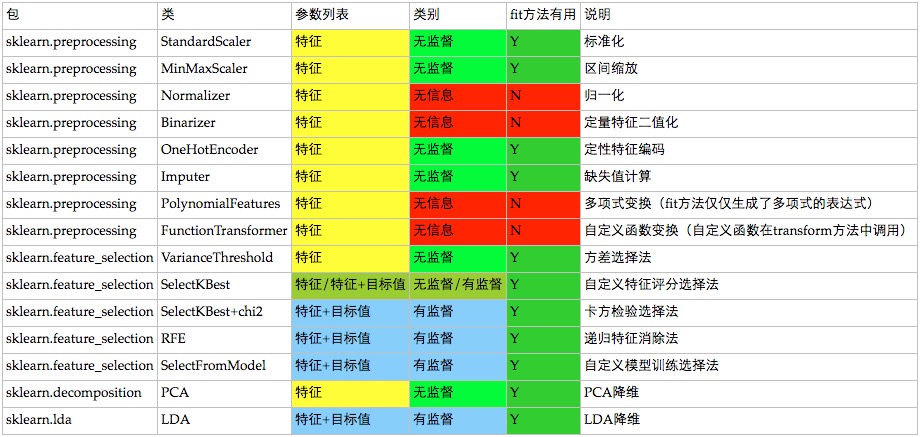 包 类 参数列表 类别 fit方法有用 说明
sklearn.preprocessing StandardScaler 特征 无监督 Y 标准化
sklearn.preprocessing MinMaxScaler 特征 无监督 Y 区间缩放
sklearn.preprocessing Normalizer 特征 无信息 N 归一化
sklearn.preprocessing Binarizer 特征 无信息 N 定量特征二值化
sklearn.preprocessing OneHotEncoder 特征 无监督 Y 定性特征编码
sklearn.preprocessing Imputer 特征 无监督 Y 缺失值计算
sklearn.preprocessing PolynomialFeatures 特征 无信息 N 多项式变换（fit方法仅仅生成了多项式的表达式）
sklearn.preprocessing FunctionTransformer 特征 无信息 N 自定义函数变换（自定义函数在transform方法中调用）
sklearn.feature_selection VarianceThreshold 特征 无监督 Y 方差选择法
sklearn.feature_selection SelectKBest 特征/特征+目标值 无监督/有监督 Y 自定义特征评分选择法
sklearn.feature_selection SelectKBest+chi2 特征+目标值 有监督 Y 卡方检验选择法
sklearn.feature_selection RFE 特征+目标值 有监督 Y 递归特征消除法
sklearn.feature_selection SelectFromModel 特征+目标值 有监督 Y 自定义模型训练选择法
sklearn.decomposition PCA 特征 无监督 Y PCA降维
sklearn.lda LDA 特征+目标值 有监督 Y LDA降维